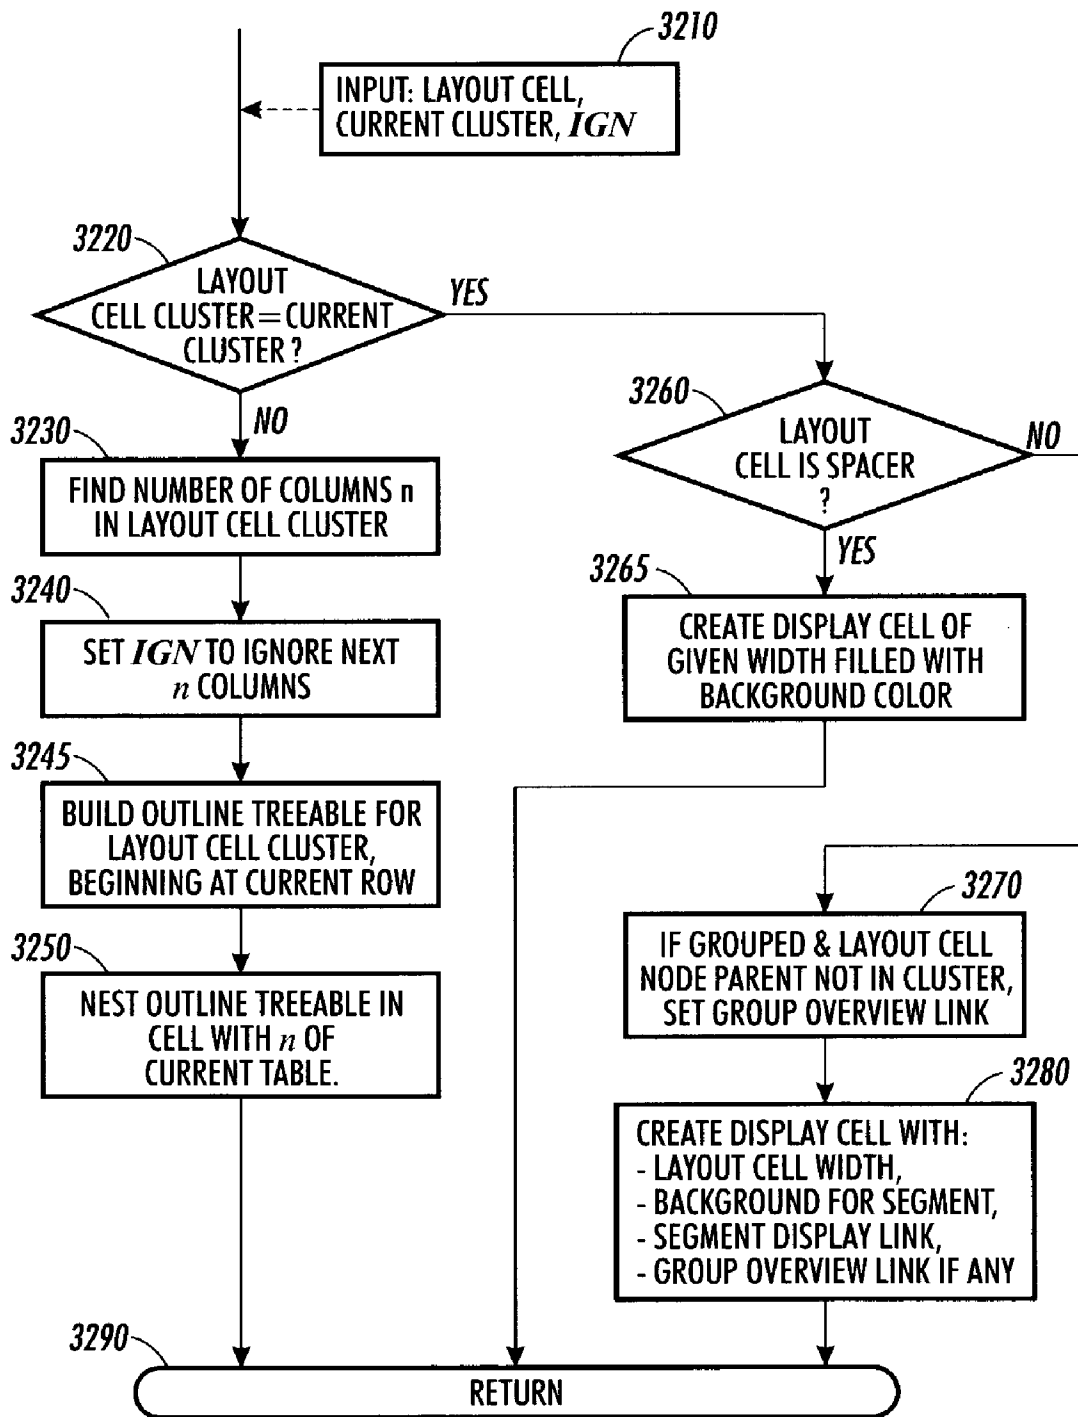 3210
INPUT: LAYOUT CELL,
CURRENT CLUSTER, IGN
3220
LAYOUT
CELL CLUSTER=CURRENT
CLUSTER ?
YES
NO
3260
LAYOUT
CELL IS SPACER
?
NO
YES
3230
FIND NUMBER OF COLUMNS n
IN LAYOUT CELL CLUSTER
3240
SET IGN TO IGNORE NEXT
n COLUMNS
3265
CREATE DISPLAY CELL OF
GIVEN WIDTH FILLED WITH
BACKGROUND COLOR
3245
BUILD OUTLINE TREEABLE FOR
LAYOUT CELL CLUSTER,
BEGINNING AT CURRENT ROW
3250
NEST OUTLINE TREEABLE IN
CELL WITH n OF
CURRENT TABLE.
3270
IF GROUPED & LAYOUT CELL
NODE PARENT NOT IN CLUSTER,
SET GROUP OVERVIEW LINK
3280
CREATE DISPLAY CELL WITH:
- LAYOUT CELL WIDTH,
- BACKGROUND FOR SEGMENT,
- SEGMENT DISPLAY LINK,
- GROUP OVERVIEW LINK IF ANY
3290
RETURN